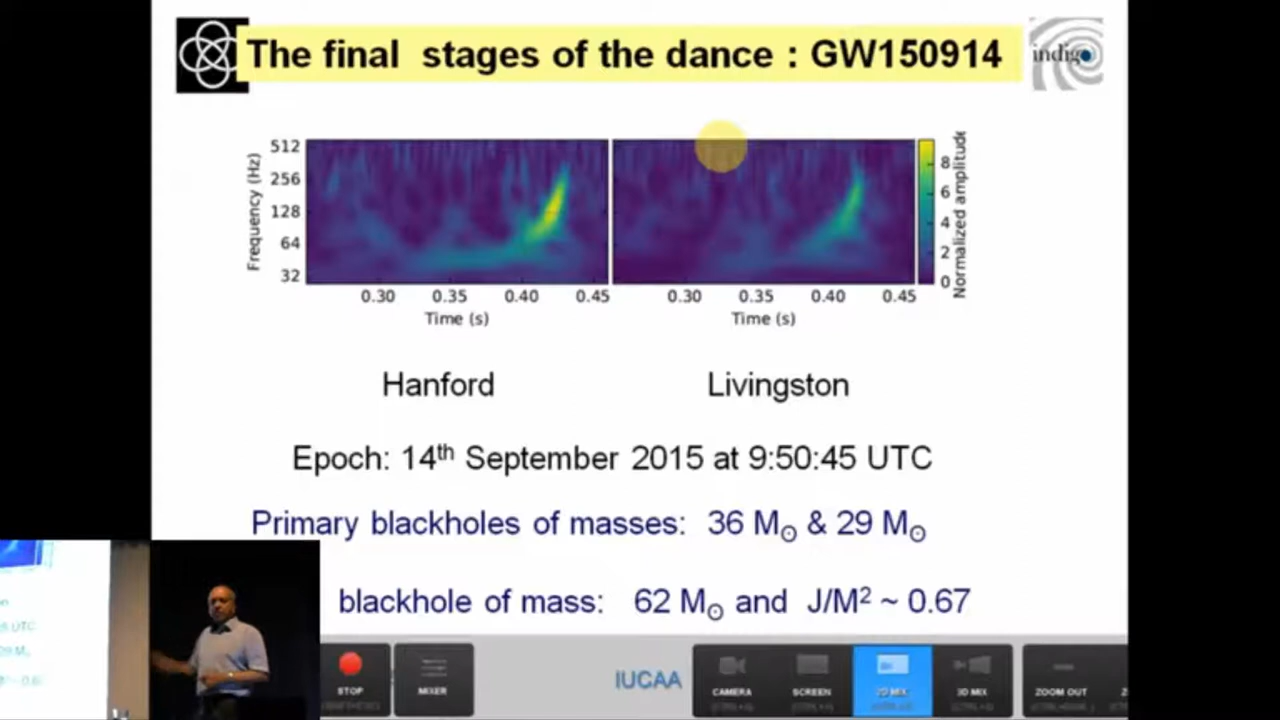 The final stages of the dance : GW150914
indigo
Frequency (Hz)
512
256
128
64
32
0.30 0.35 0.40 0.45
Time (s)
0.30 0.35 0.40 0.45
Time (s)
8
6
4
2
0
Normalized amplitude
Hanford
Livingston
Epoch: 14th September 2015 at 9:50:45 UTC
Primary blackholes of masses: 36 M⊙ & 29 M⊙
blackhole of mass: 62 M⊙ and J/M² ~ 0.67
STOP
MIXER
IUCAA
CAMERA
SCREEN
2D MIX
3D MIX
ZOOM OUT